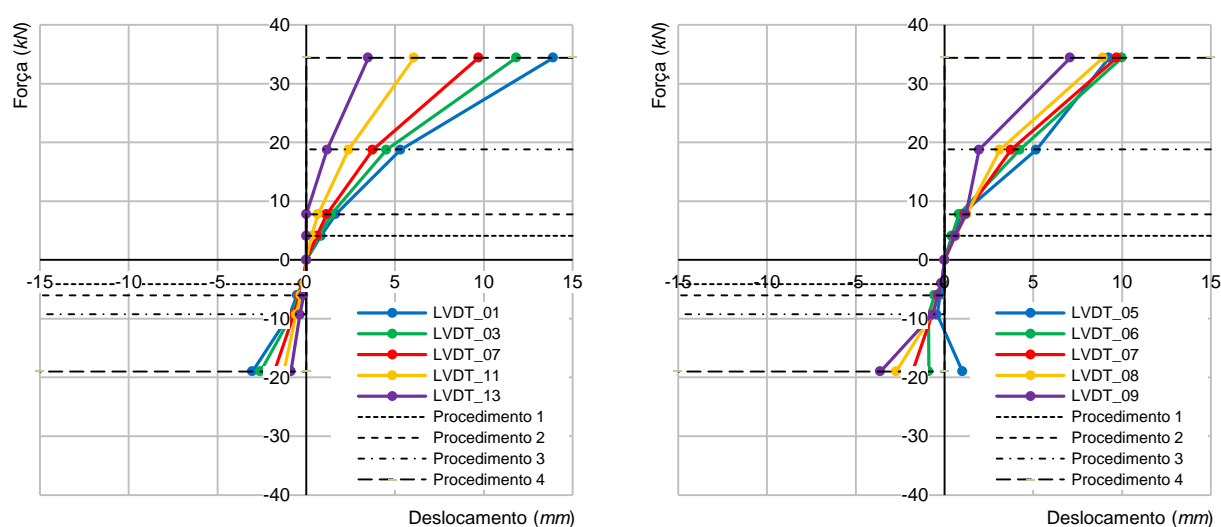 Força (kN)
40
30
20
10
0
-10
-20
-30
-40
-15
-10
-5
0
5
10
15
LVDT_01
LVDT_03
LVDT_07
LVDT_11
LVDT_13
Procedimento 1
Procedimento 2
Procedimento 3
Procedimento 4
Deslocamento (mm)
Força (kN)
40
30
20
10
0
-10
-20
-30
-40
-15
-10
-5
0
5
10
15
LVDT_05
LVDT_06
LVDT_07
LVDT_08
LVDT_09
Procedimento 1
Procedimento 2
Procedimento 3
Procedimento 4
Deslocamento (mm)